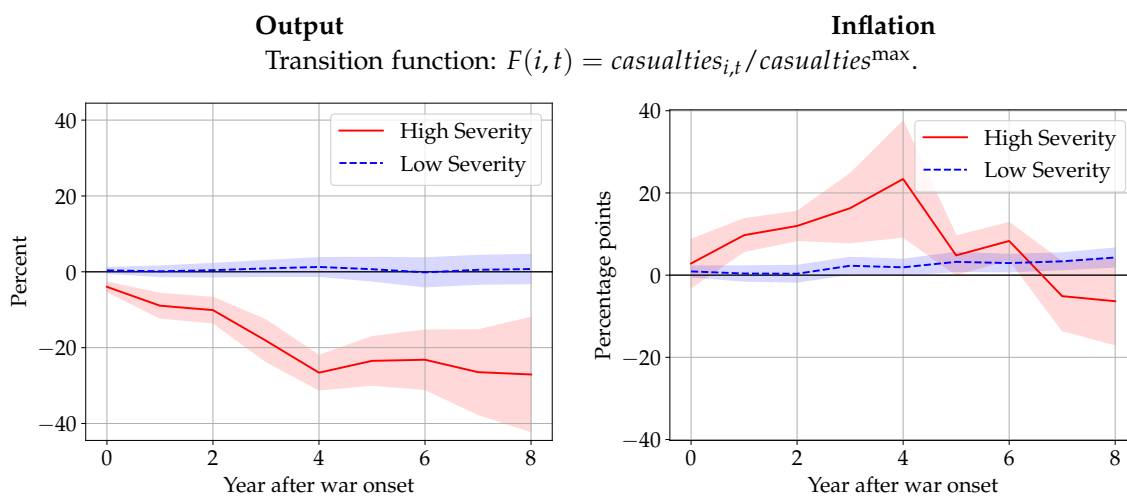 Output Inflation
Transition function: F(i, t) = casualties_{i,t}/casualties^{max}.
Percent
40
20
0
−20
−40
High Severity
Low Severity
0 2 4 6 8
Year after war onset
Percentage points
40
20
0
−20
−40
High Severity
Low Severity
0 2 4 6 8
Year after war onset